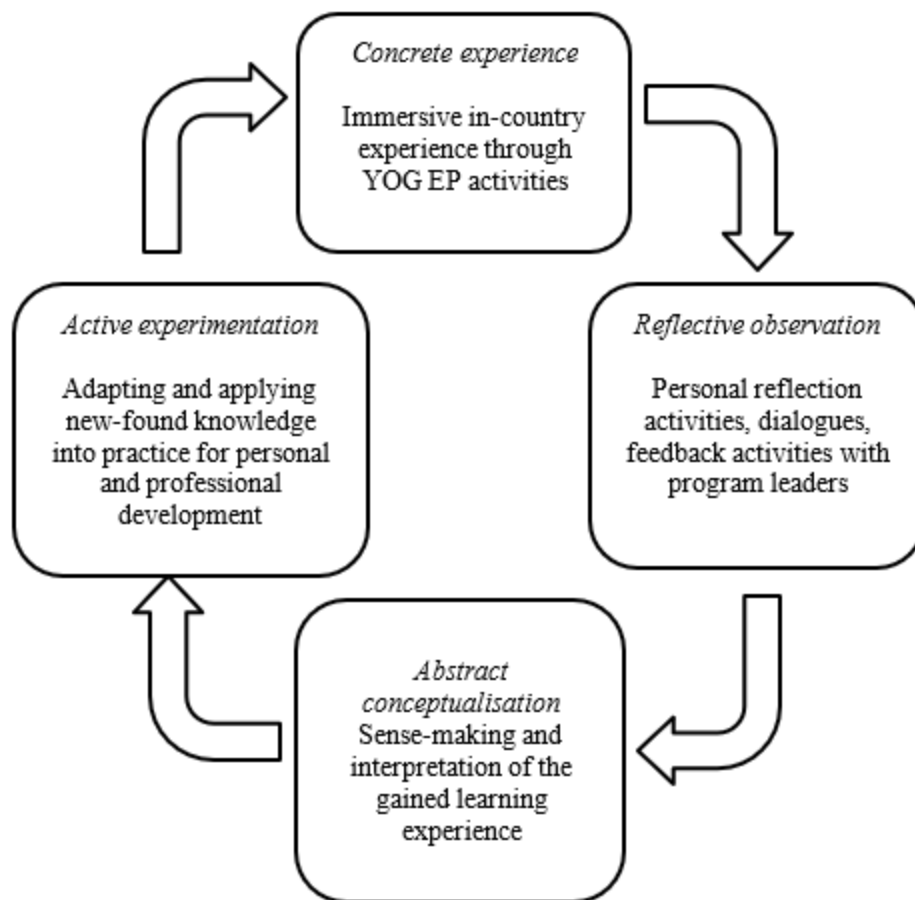 Concrete experience
Immersive in-country
experience through
YOG EP activities
Reflective observation
Personal reflection
activities, dialogues,
feedback activities with
program leaders
Abstract
conceptualisation
Sense-making and
interpretation of the
gained learning
experience
Active experimentation
Adapting and applying
new-found knowledge
into practice for personal
and professional
development